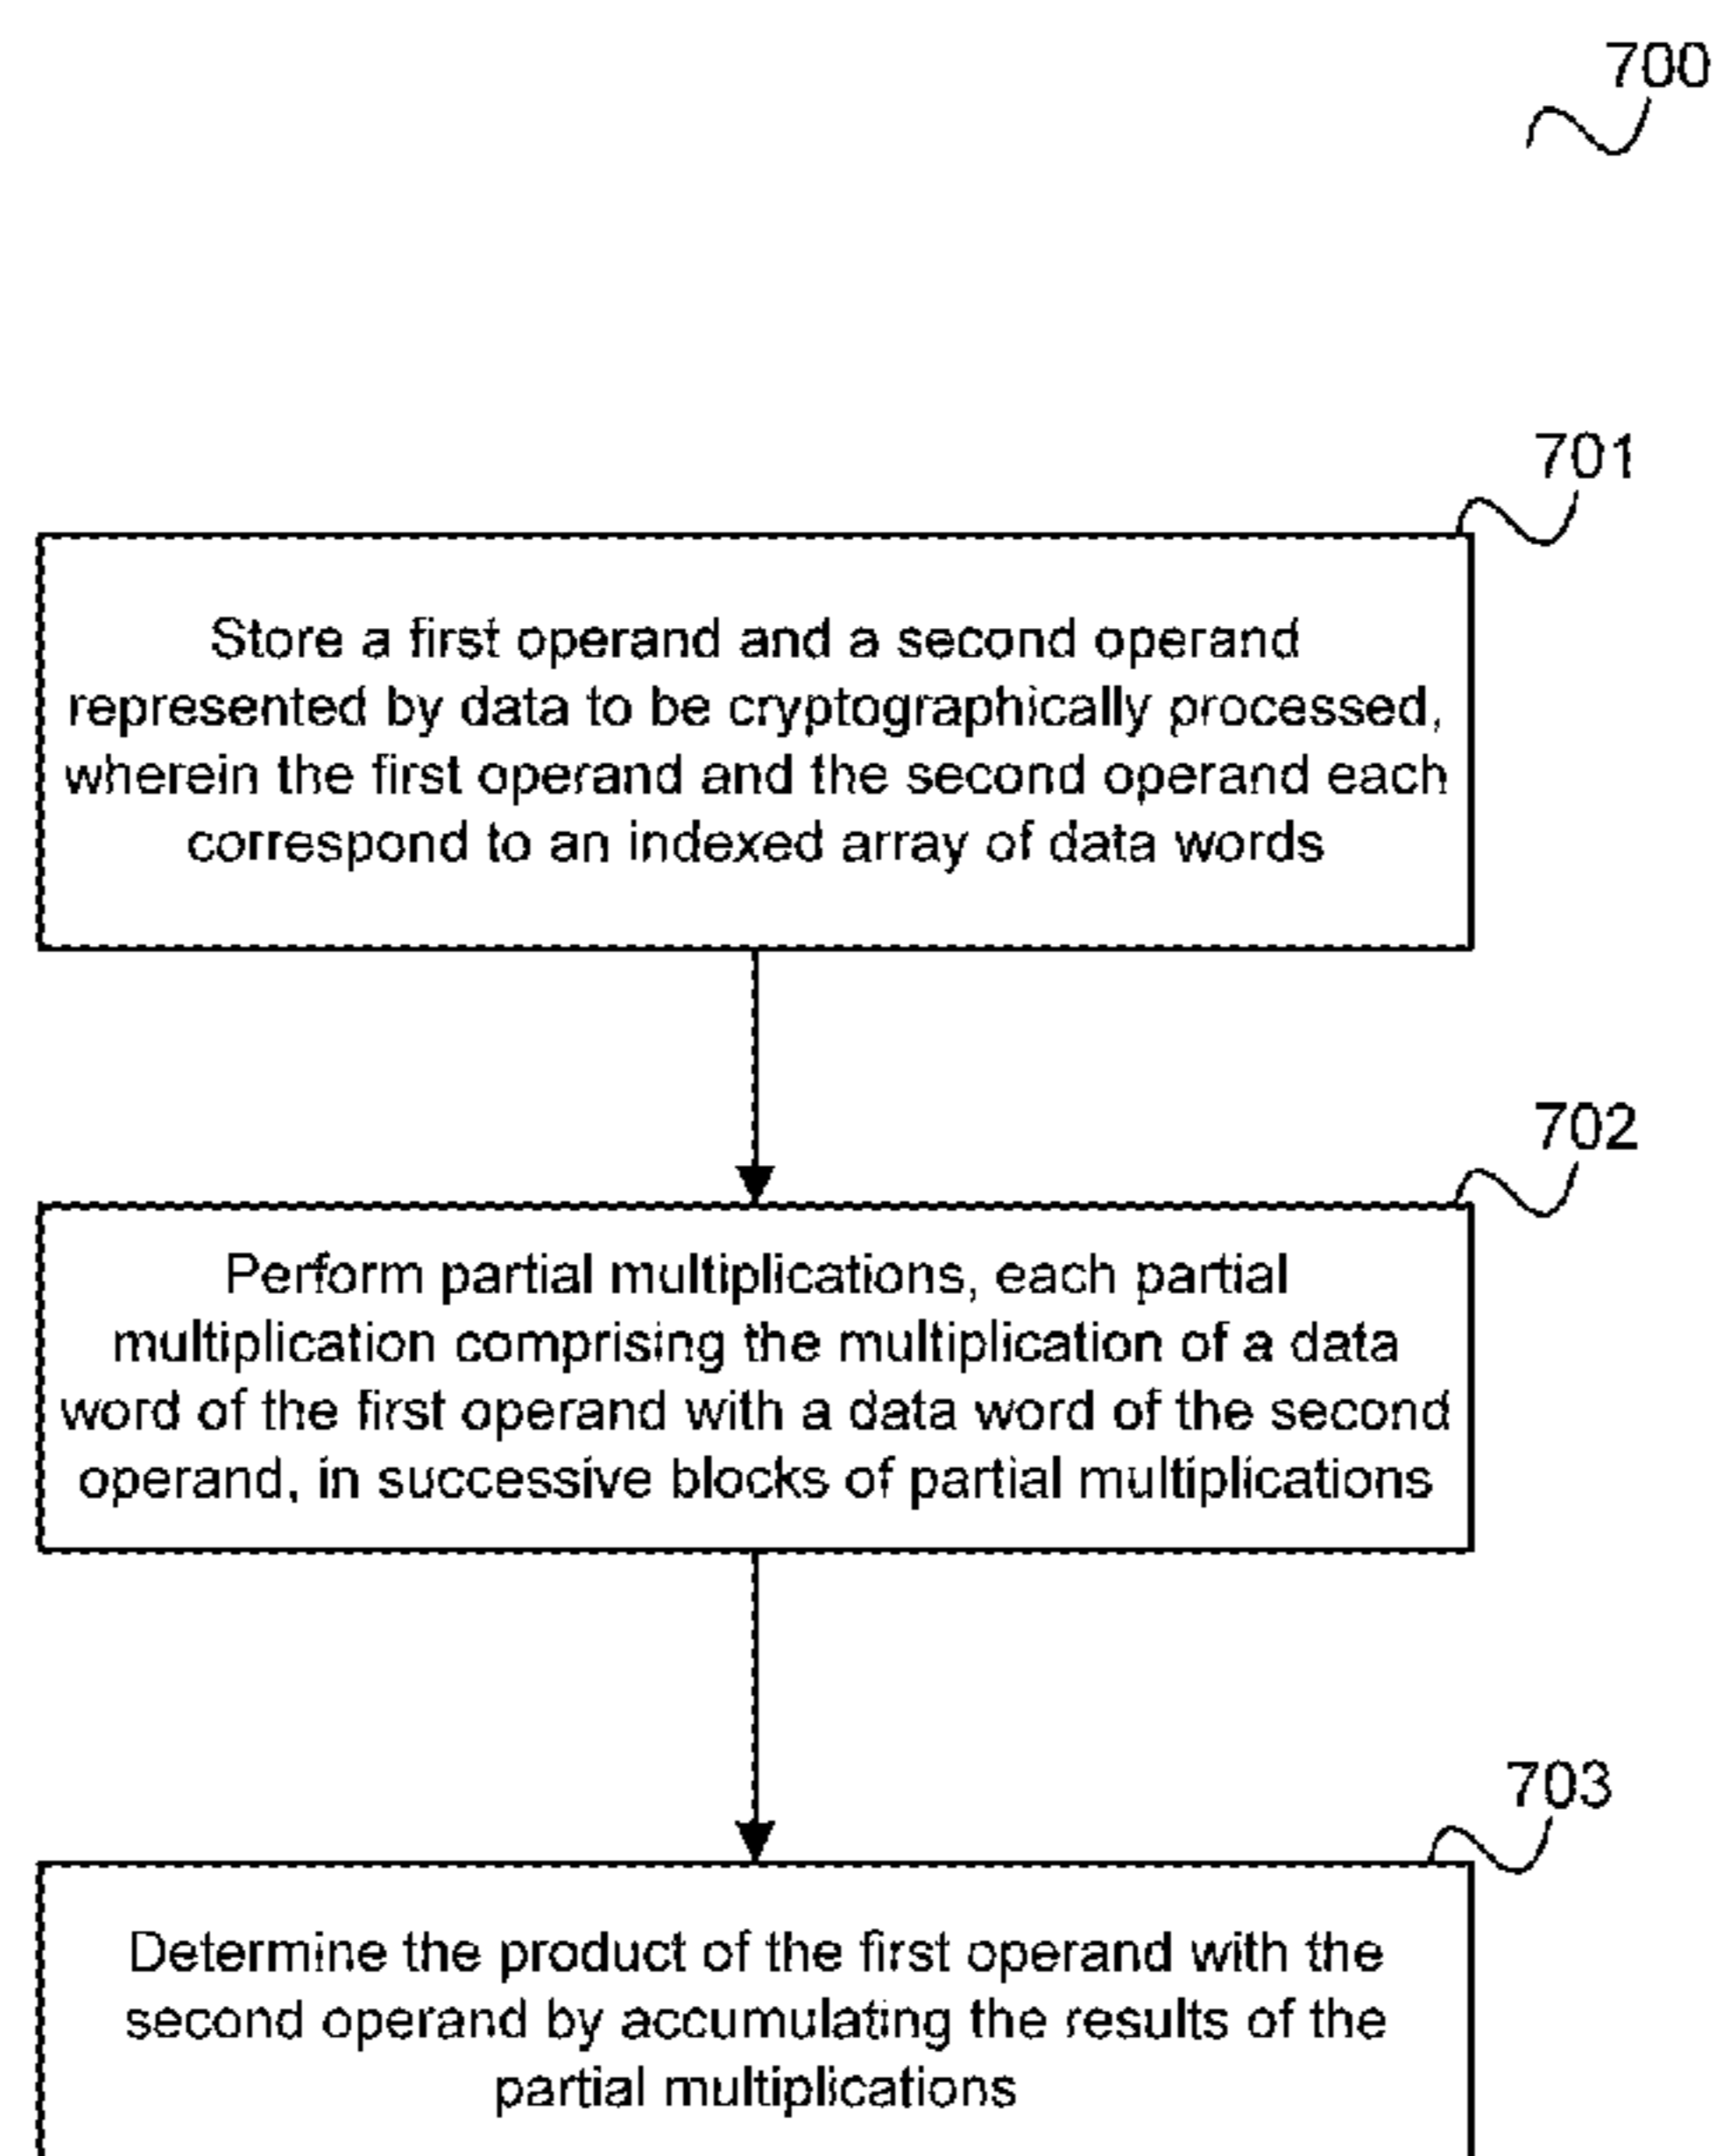 700
701
Store a first operand and a second operand
represented by data to be cryptographically processed,
wherein the first operand and the second operand each
correspond to an indexed array of data words
702
Perform partial multiplications, each partial
multiplication comprising the multiplication of a data
word of the first operand with a data word of the second
operand, in successive blocks of partial multiplications
703
Determine the product of the first operand with the
second operand by accumulating the results of the
partial multiplications